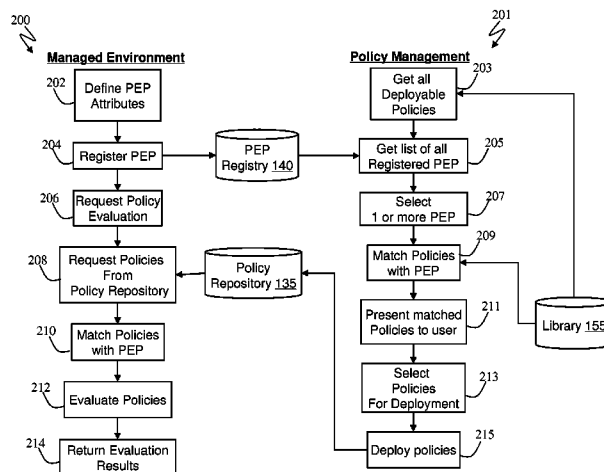 200
201
Managed Environment
Policy Management
202
Define PEP
Attributes
203
Get all
Deployable
Policies
204
Register PEP
PEP
Registry 140
Get list of all
Registered PEP
205
206
Request Policy
Evaluation
207
Select
1 or more PEP
208
Request Policies
From
Policy Repository
Policy
Repository 135
209
Match Policies
with PEP
210
Match Policies
with PEP
Present matched
Policies to user
211
Library 155
212
Evaluate Policies
Select
Policies
For Deployment
213
214
Return Evaluation
Results
Deploy policies
215